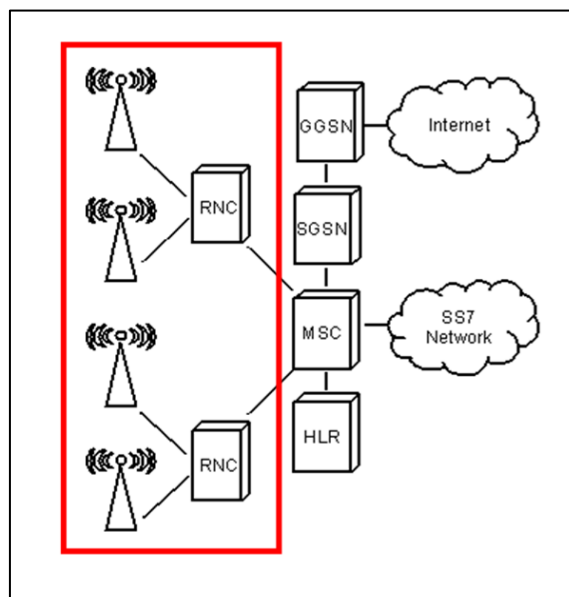 GGSN
Internet
RNC
SGSN
MSC
SS7
Network
HLR
RNC